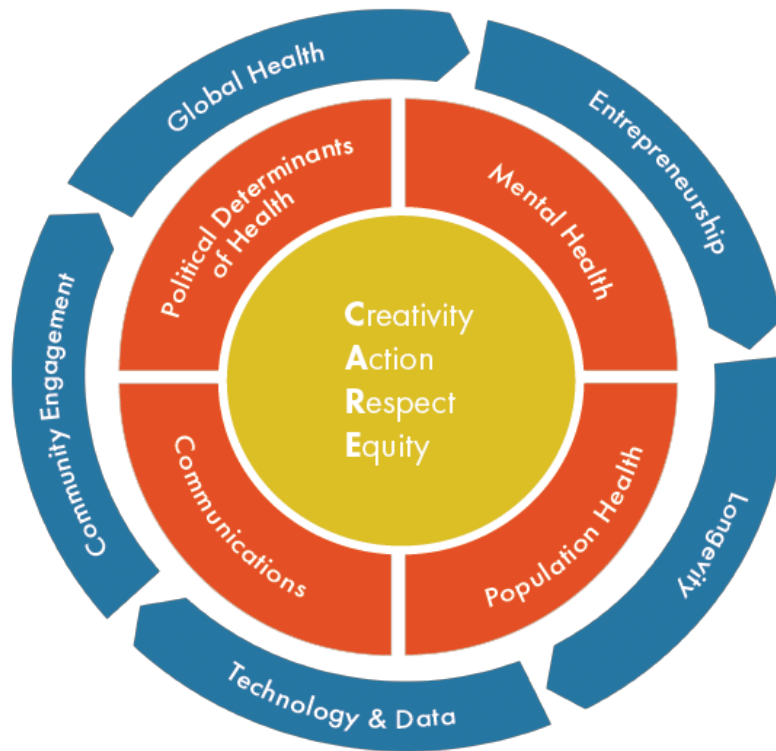 Global Health
Entrepreneurship
Longevity
Technology & Data
Community Engagement
Political Determinants
of Health
Mental Health
Population Health
Communications
Creativity
Action
Respect
Equity